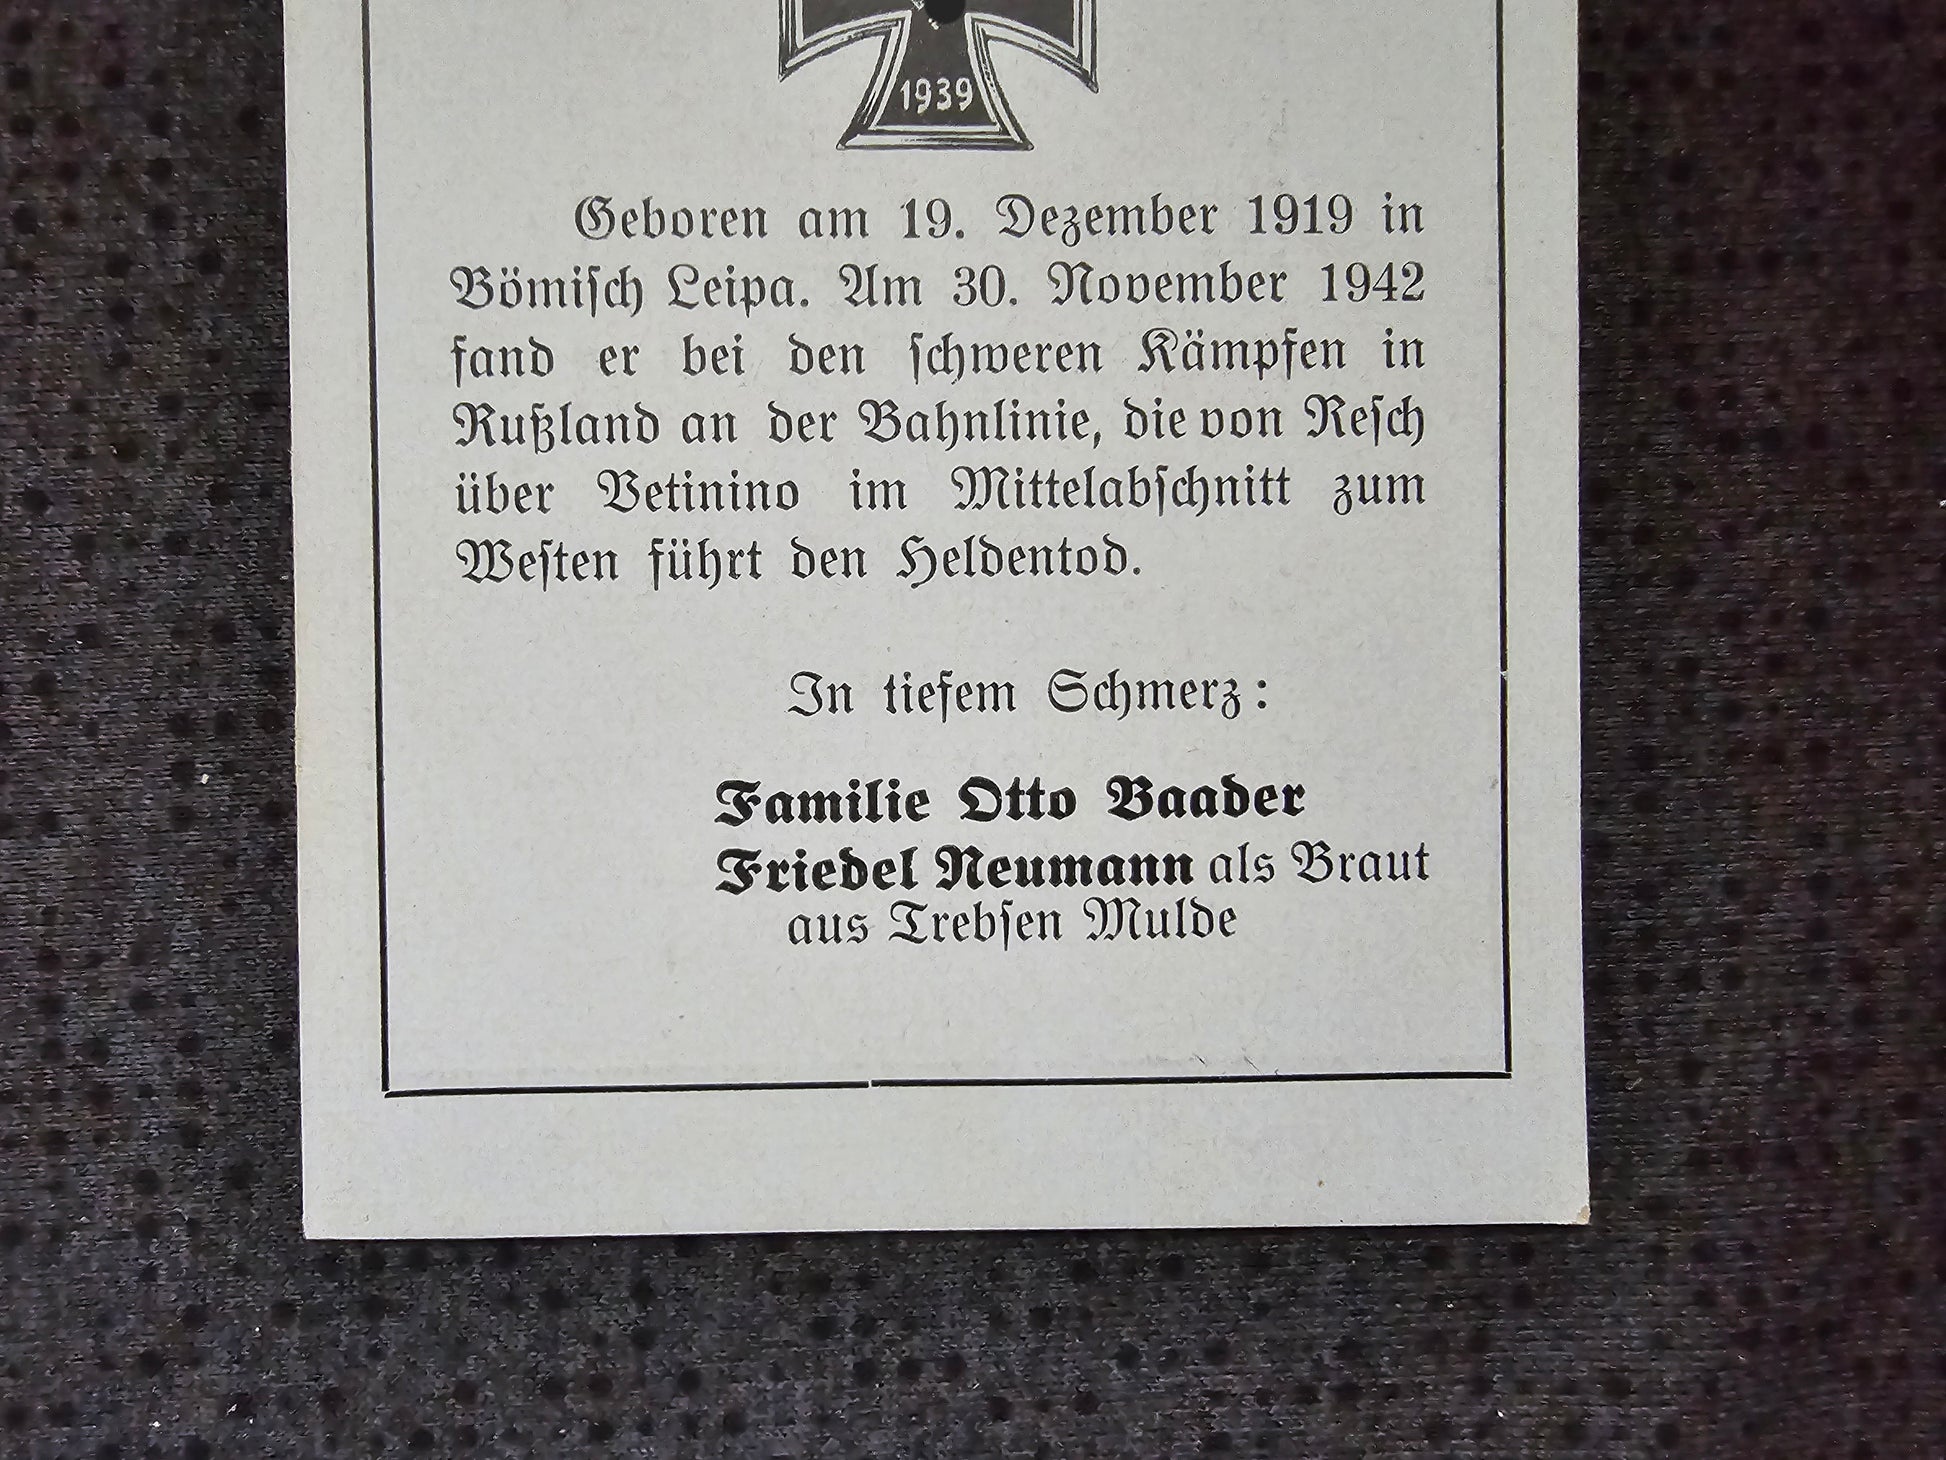 1939
Geboren am 19. Dezember 1919 in
Bömisch Leipa. Am 30. November 1942
fand er bei den schweren Kämpfen in
Rußland an der Bahnlinie, die von Resch
über Vetinino im Mittelabschnitt zum
Westen führt den Heldentod.
In tiefem Schmerz:
Familie Otto Baader
Friedel Neumann als Braut
aus Trebsen Mulde